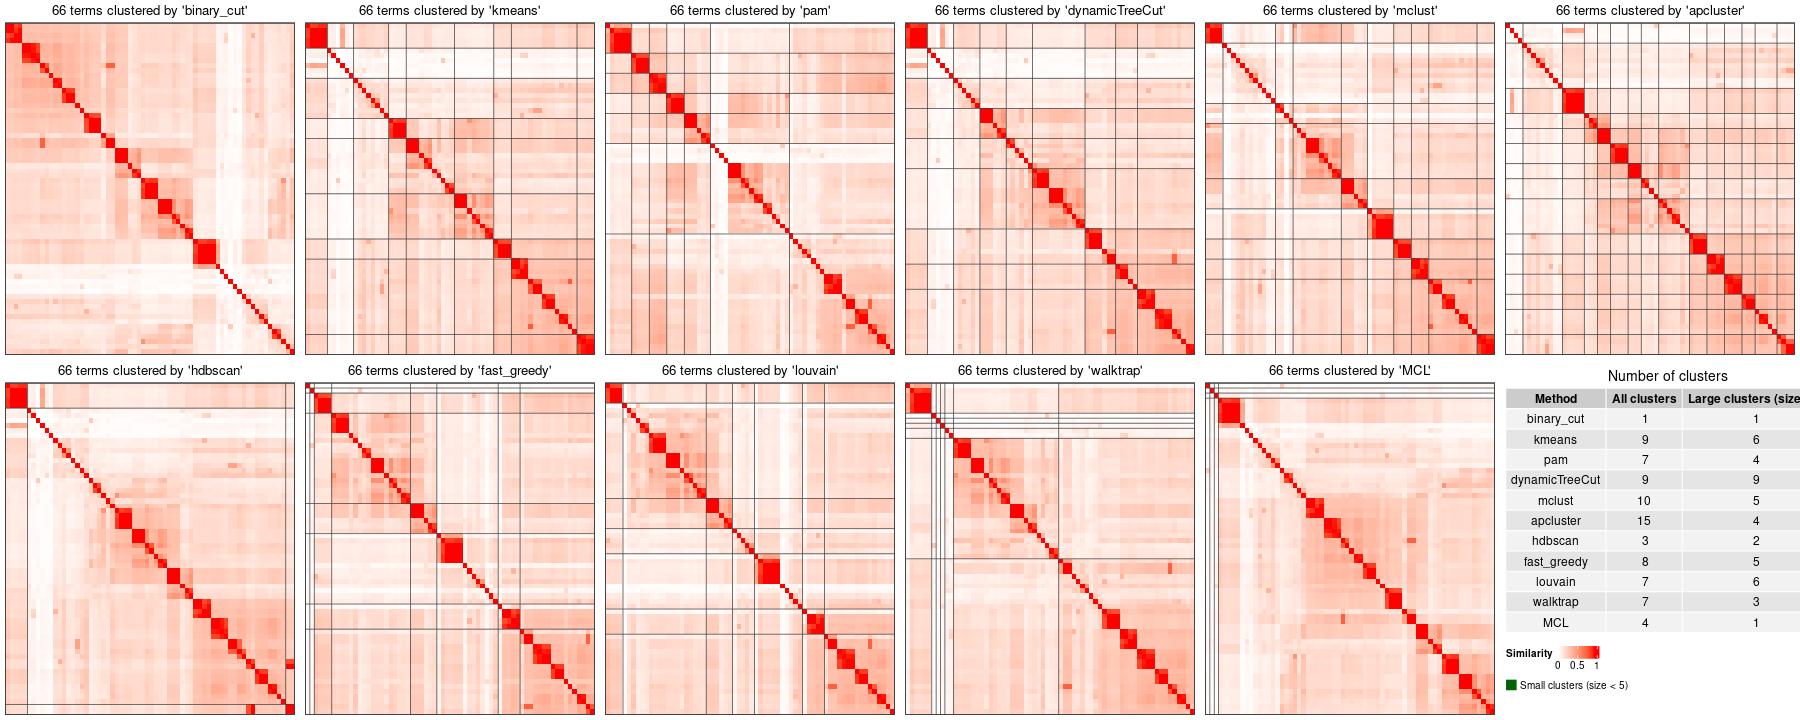 66 terms clustered by 'binary_cut'
66 terms clustered by 'kmeans'
66 terms clustered by 'pam'
66 terms clustered by 'dynamicTreeCut'
66 terms clustered by 'mclust'
66 terms clustered by 'apcluster'
66 terms clustered by 'hdbscan'
66 terms clustered by 'fast_greedy'
66 terms clustered by 'louvain'
66 terms clustered by 'walktrap'
66 terms clustered by 'MCL'
Number of clusters
Method All clusters Large clusters (size
binary_cut 1 1
kmeans 9 6
pam 7 4
dynamicTreeCut 9 9
mclust 10 5
apcluster 15 4
hdbscan 3 2
fast_greedy 8 5
louvain 7 6
walktrap 7 3
MCL 4 1
Similarity
0 0.5 1
Small clusters (size < 5)